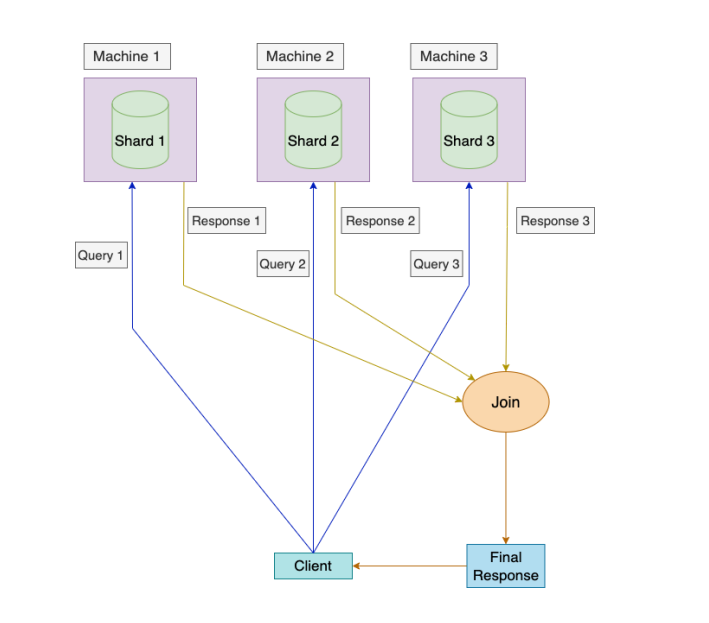 Machine 1
Machine 2
Machine 3
Shard 1
Shard 2
Shard 3
Response 1
Response 2
Response 3
Query 1
Query 2
Query 3
Join
Client
Final
Response